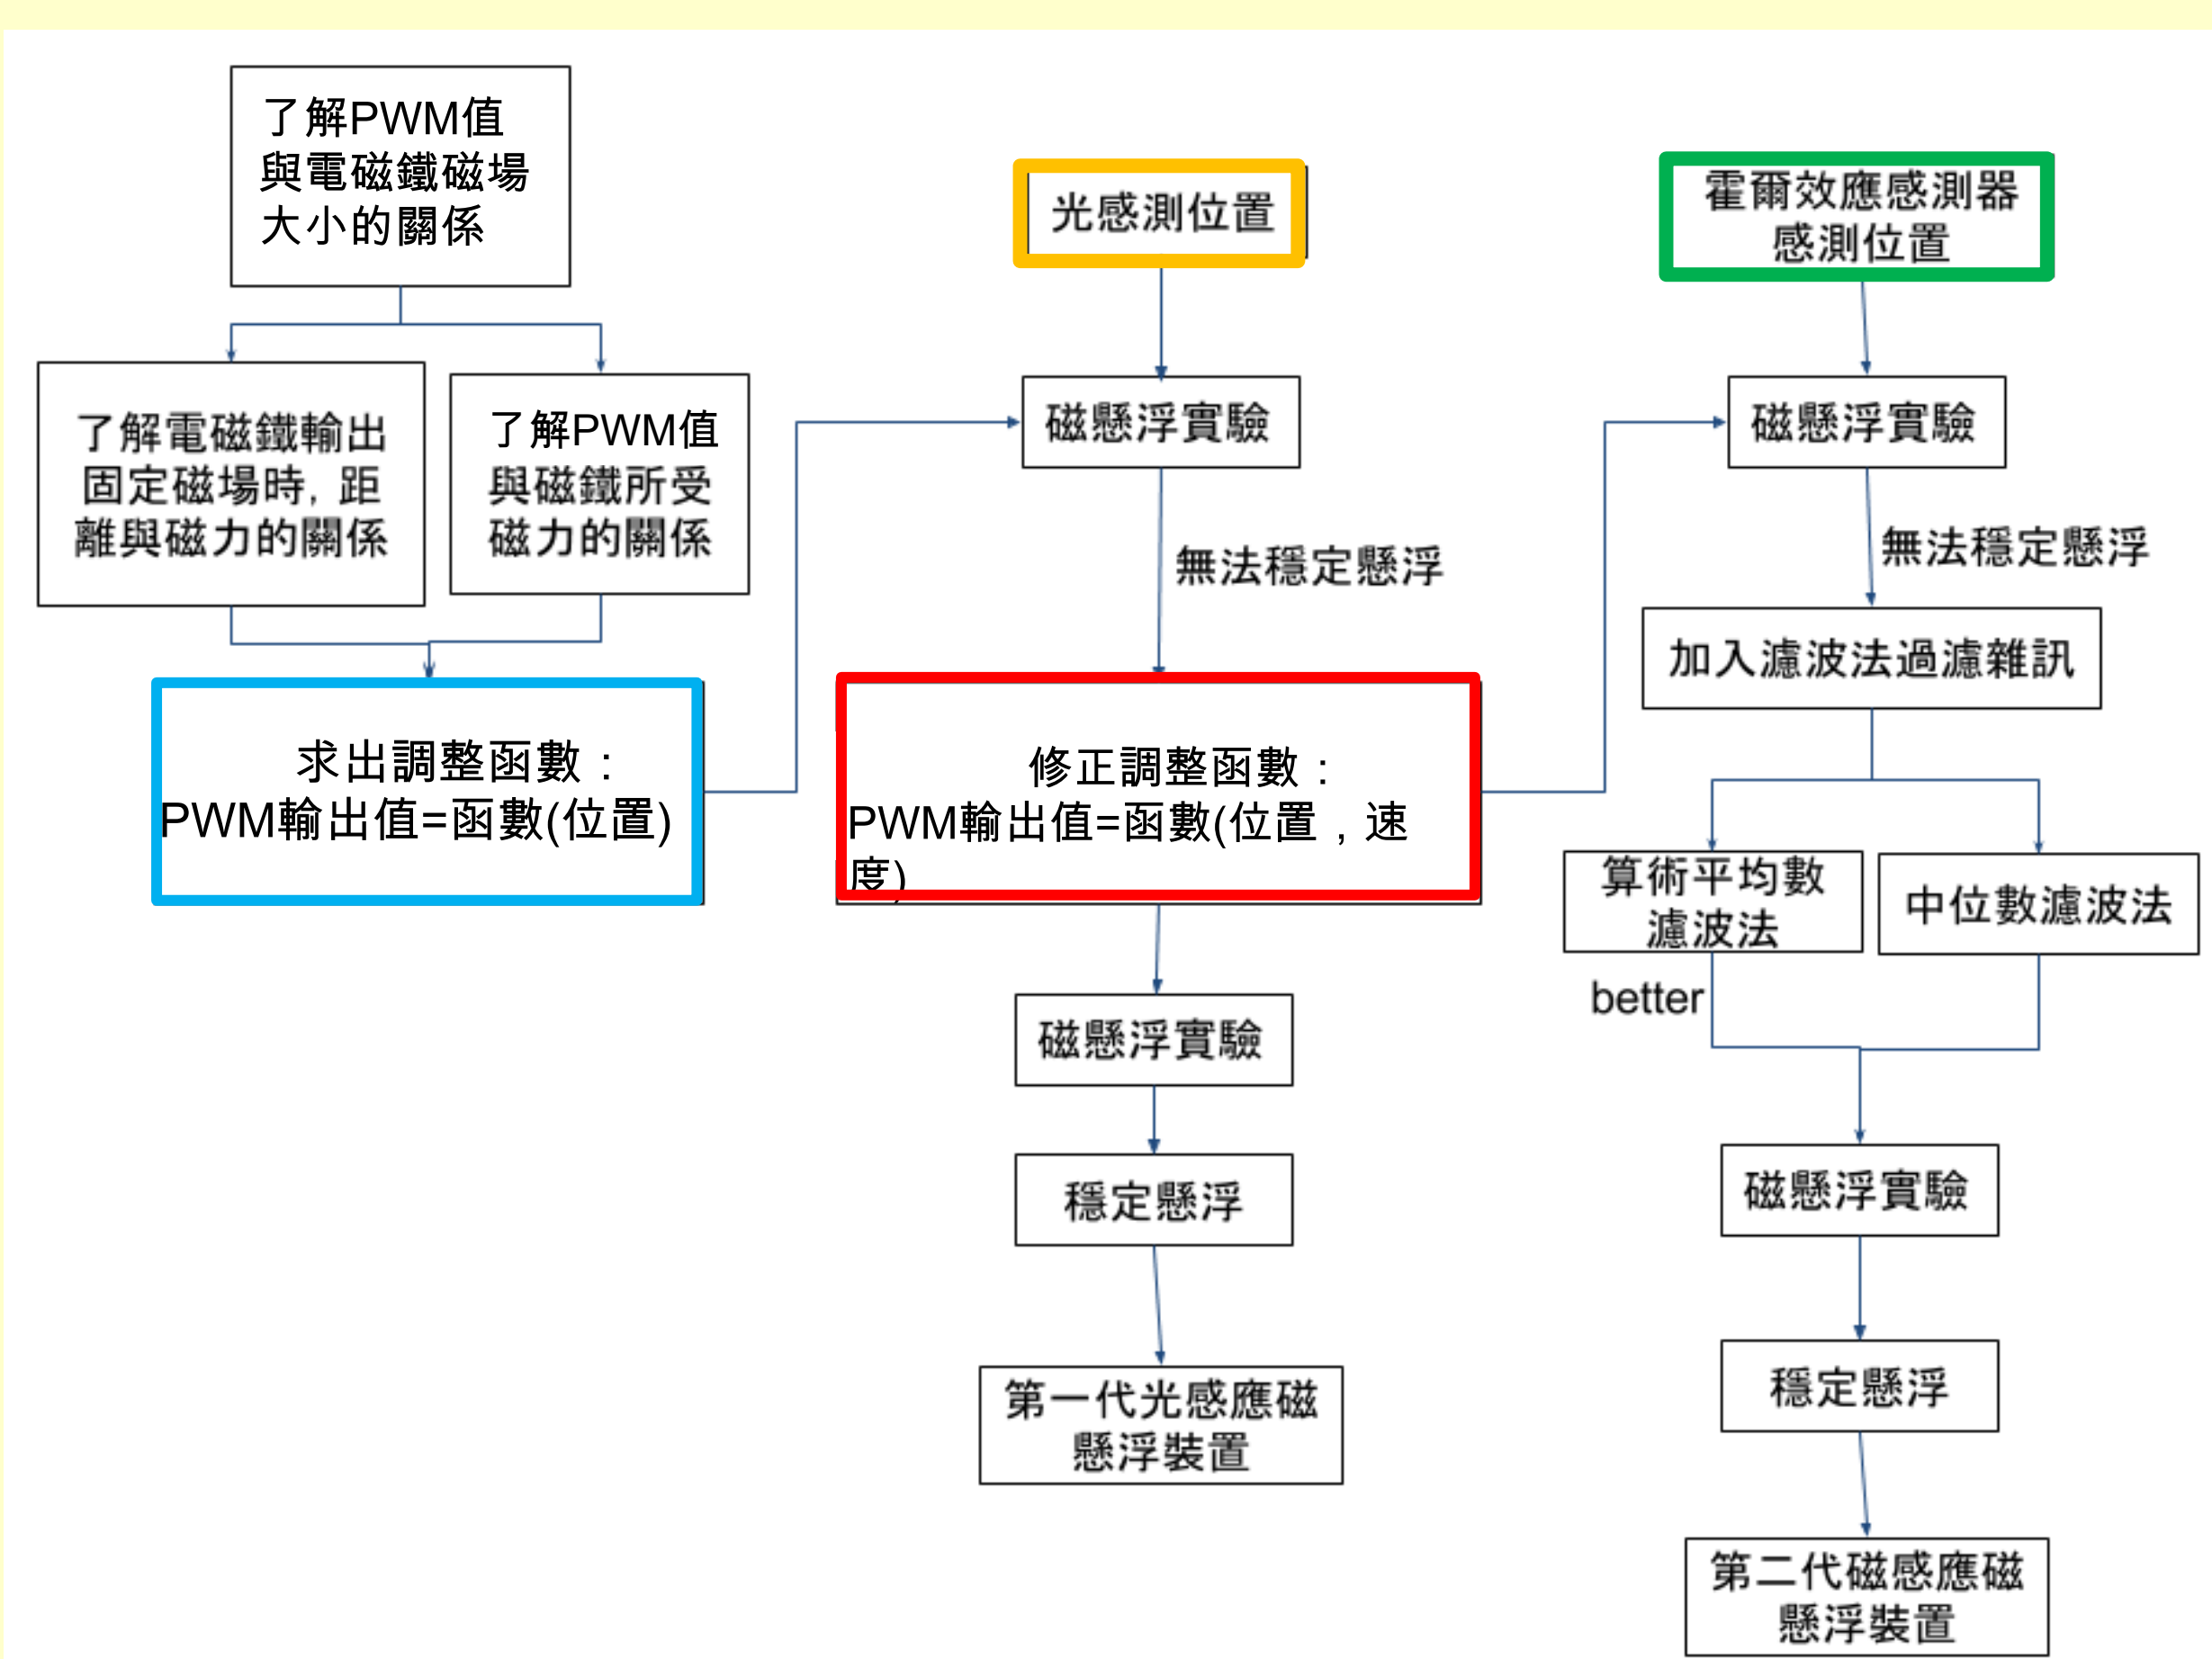 了解PWM值
與電磁鐵磁場
大小的關係
了解電磁鐵輸出
固定磁場時, 距
離與磁力的關係
了解PWM值
與磁鐵所受
磁力的關係
求出調整函數：
PWM輸出值=函數(位置)
光感測位置
磁懸浮實驗
無法穩定懸浮
修正調整函數：
PWM輸出值=函數(位置，速
度)
磁懸浮實驗
穩定懸浮
第一代光感應磁
懸浮裝置
霍爾效應感測器
感測位置
磁懸浮實驗
無法穩定懸浮
加入濾波法過濾雜訊
算術平均數
濾波法
中位數濾波法
better
磁懸浮實驗
穩定懸浮
第二代磁感應磁
懸浮裝置